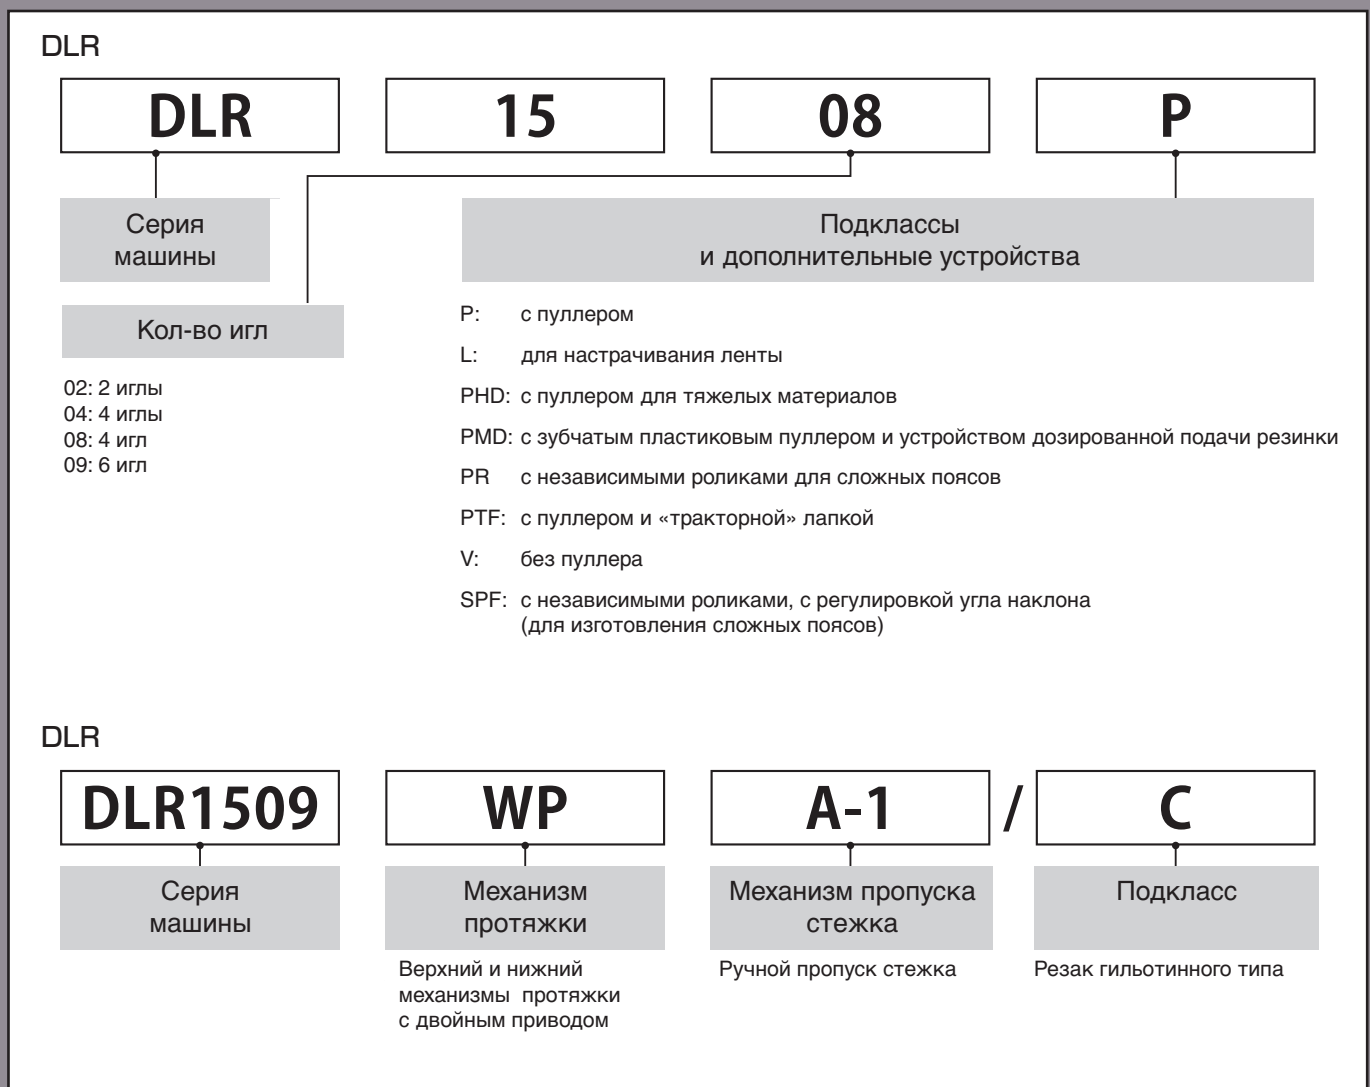 DLR
DLR 15 08 P
Серия
машины
Подклассы
и дополнительные устройства
Кол-во игл
02: 2 иглы
04: 4 иглы
08: 4 игл
09: 6 игл
P: с пуллером
L: для настрачивания ленты
PHD: с пуллером для тяжелых материалов
PMD: с зубчатым пластиковым пуллером и устройством дозированной подачи резинки
PR с независимыми роликами для сложных поясов
PTF: с пуллером и «тракторной» лапкой
V: без пуллера
SPF: с независимыми роликами, с регулировкой угла наклона
(для изготовления сложных поясов)
DLR
DLR1509 WP A-1 / C
Серия
машины
Механизм
протяжки
Механизм пропуска
стежка
Подкласс
Верхний и нижний
механизмы протяжки
с двойным приводом
Ручной пропуск стежка
Резак гильотинного типа